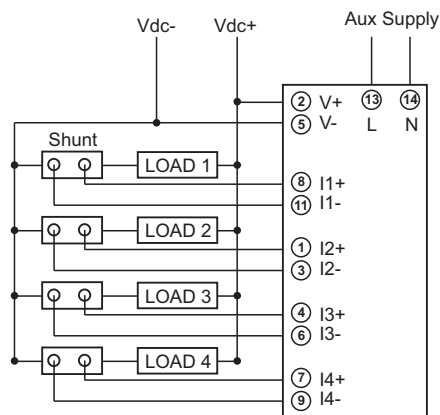 Aux Supply
Vdc- Vdc+
2 V+ 13 14
5 V- L N
Shunt
LOAD 1
8 I1+
11 I1-
LOAD 2
1 I2+
3 I2-
LOAD 3
4 I3+
6 I3-
LOAD 4
7 I4+
9 I4-